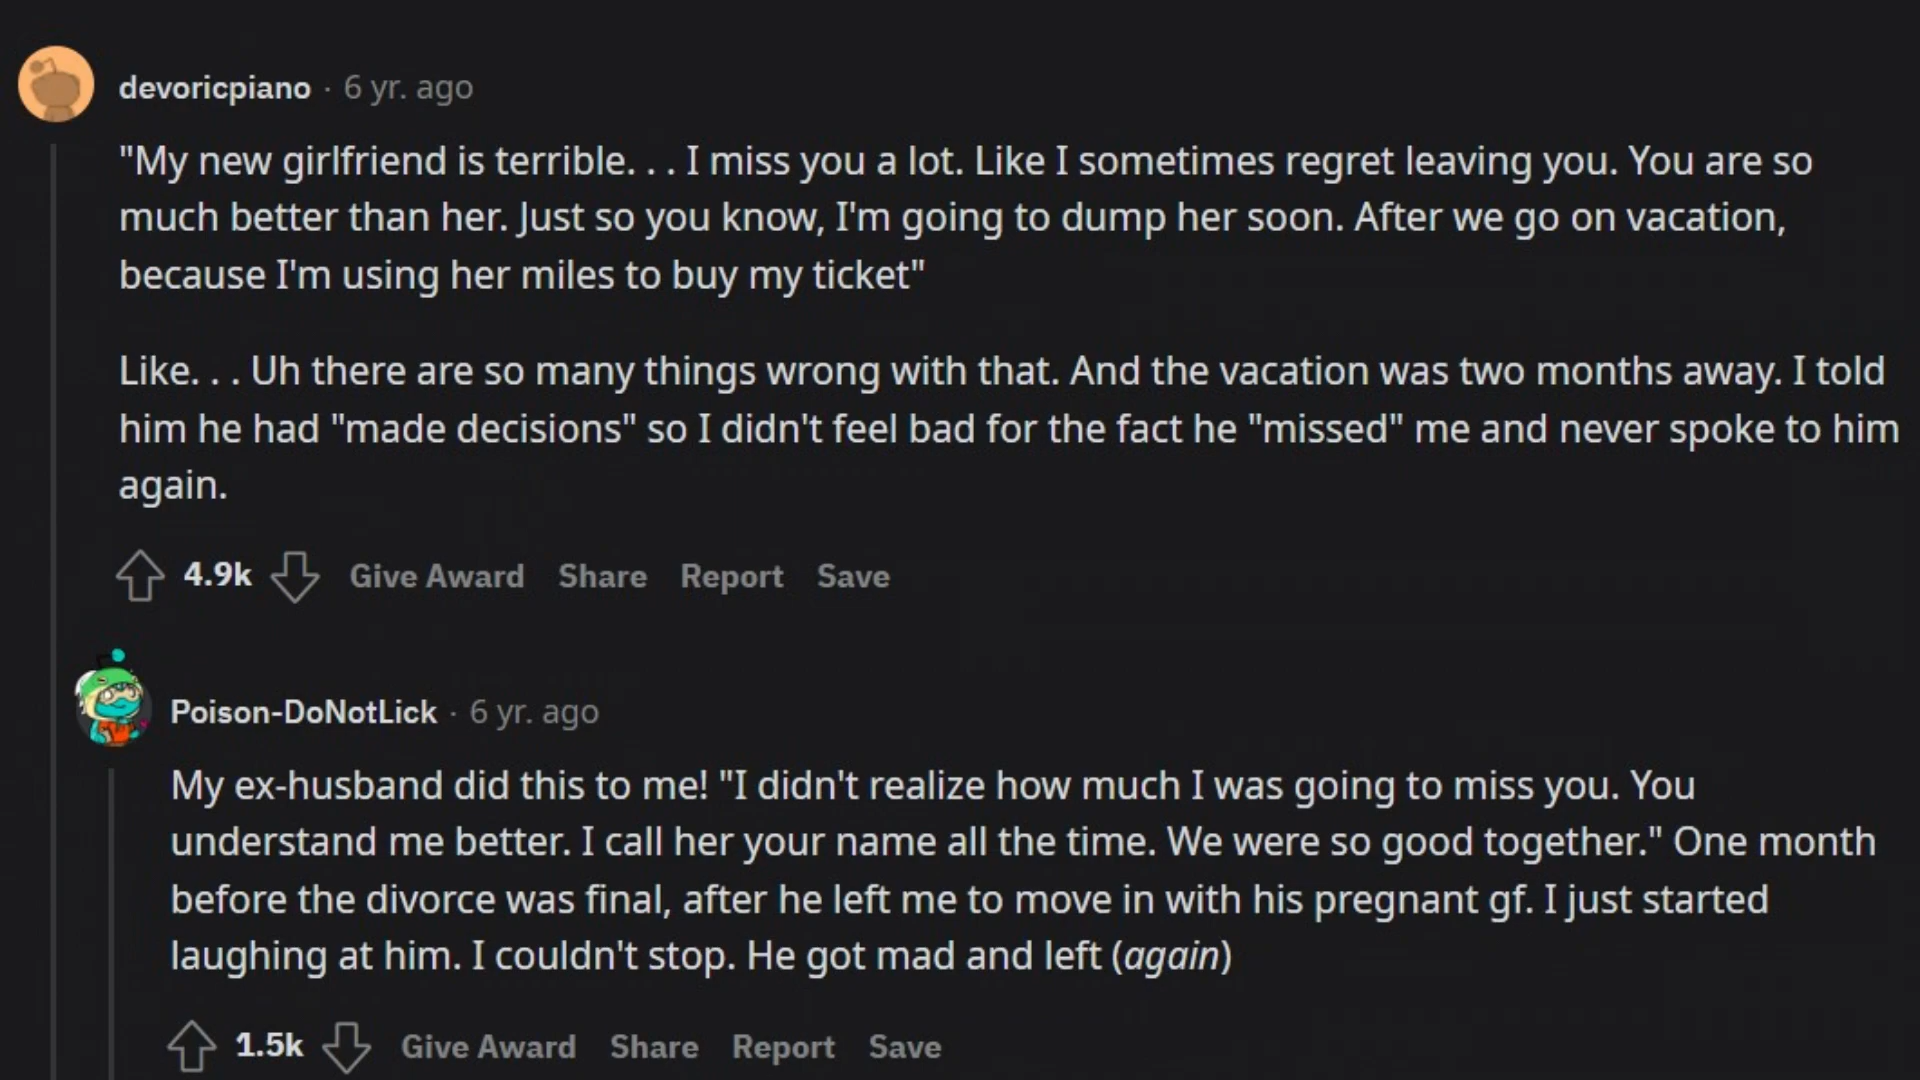 devoricpiano · 6 yr. ago
"My new girlfriend is terrible. . . I miss you a lot. Like I sometimes regret leaving you. You are so
much better than her. Just so you know, I'm going to dump her soon. After we go on vacation,
because I'm using her miles to buy my ticket"
Like. . . Uh there are so many things wrong with that. And the vacation was two months away. I told
him he had "made decisions" so I didn't feel bad for the fact he "missed" me and never spoke to him
again.
4.9k Give Award Share Report Save
Poison-DoNotLick · 6 yr. ago
My ex-husband did this to me! "I didn't realize how much I was going to miss you. You
understand me better. I call her your name all the time. We were so good together." One month
before the divorce was final, after he left me to move in with his pregnant gf. I just started
laughing at him. I couldn't stop. He got mad and left (again)
1.5k Give Award Share Report Save